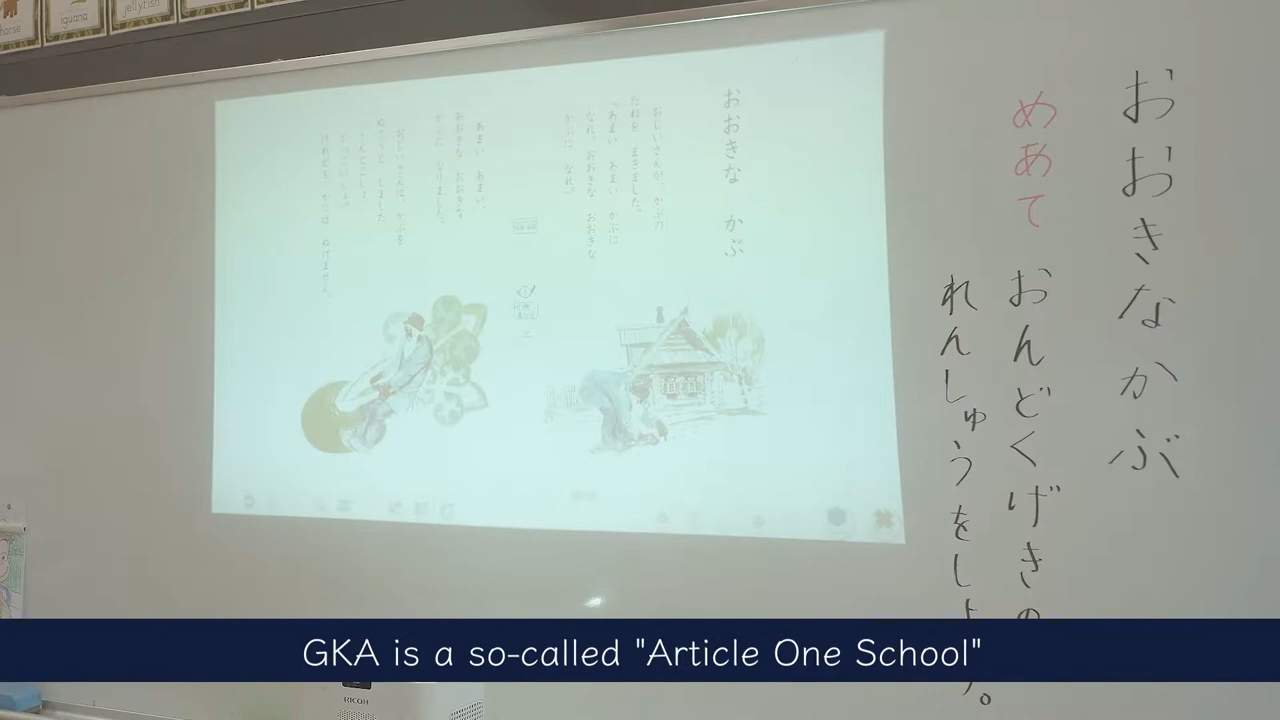 horse
iguana
jellyfish
おおきなかぶ
めあて おんどくげきの
れんしゅうをしよう。
おおきな かぶ
おじいさんが、かぶの
たねを まきました。
「あまい あまい かぶに
なれ。おおきな おおきな
かぶに なれ。」
あまい あまい、
おおきな おおきな
かぶに なりました。
おじいさんは、かぶを
ぬこうと しました。
けれども、かぶは ぬけません。
GKA is a so-called "Article One School"
RICOH